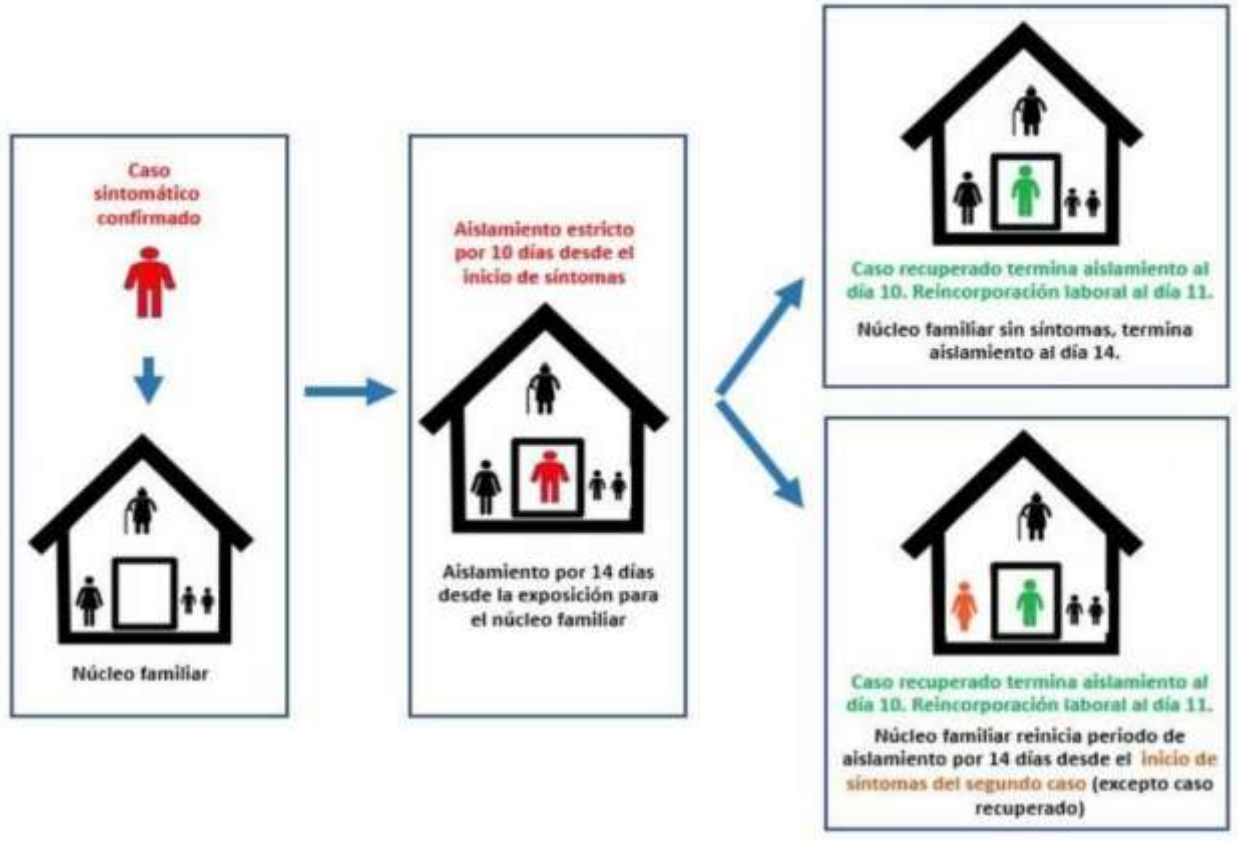 Caso
sintomático
confirmado
Núcleo familiar
Aislamiento estricto
por 10 días desde el
inicio de síntomas
Aislamiento por 14 días
desde la exposición para
el núcleo familiar
Caso recuperado termina aislamiento al
día 10. Reincorporación laboral al día 11.
Núcleo familiar sin síntomas, termina
aislamiento al día 14.
Caso recuperado termina aislamiento al
día 10. Reincorporación laboral al día 11.
Núcleo familiar reinicia periodo de
aislamiento por 14 días desde el inicio de
síntomas del segundo caso (excepto caso
recuperado)